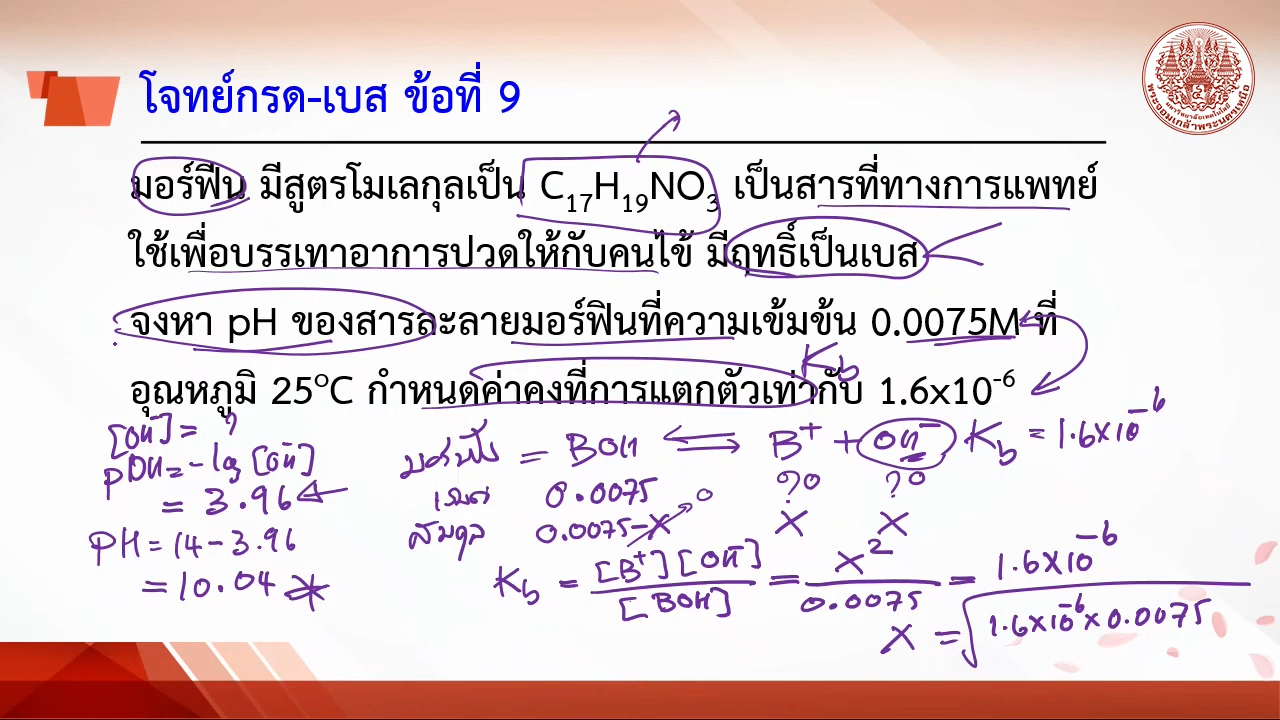 โจทย์กรด-เบส ข้อที่ 9
มอร์ฟีน มีสูตรโมเลกุลเป็น C17H19NO3 เป็นสารที่ทางการแพทย์
ใช้เพื่อบรรเทาอาการปวดให้กับคนไข้ มีฤทธิ์เป็นเบส
จงหา pH ของสารละลายมอร์ฟีนที่ความเข้มข้น 0.0075M ที่
Kb
อุณหภูมิ 25°C กำหนดค่าคงที่การแตกตัวเท่ากับ 1.6x10-6
[OH-] = ?
pOH = -log [OH-]
= 3.96
PH = 14 - 3.96
= 10.04
มอร์ฟีน = BOH ⇌ B+ + OH- Kb = 1.6x10-6
เริ่มต้น 0.0075 ?0 ?0
สมดุล 0.0075-X 0 X X
Kb = [B+][OH-] / [BOH] = X2 / 0.0075 = 1.6x10-6
X = √1.6x10-6 x 0.0075